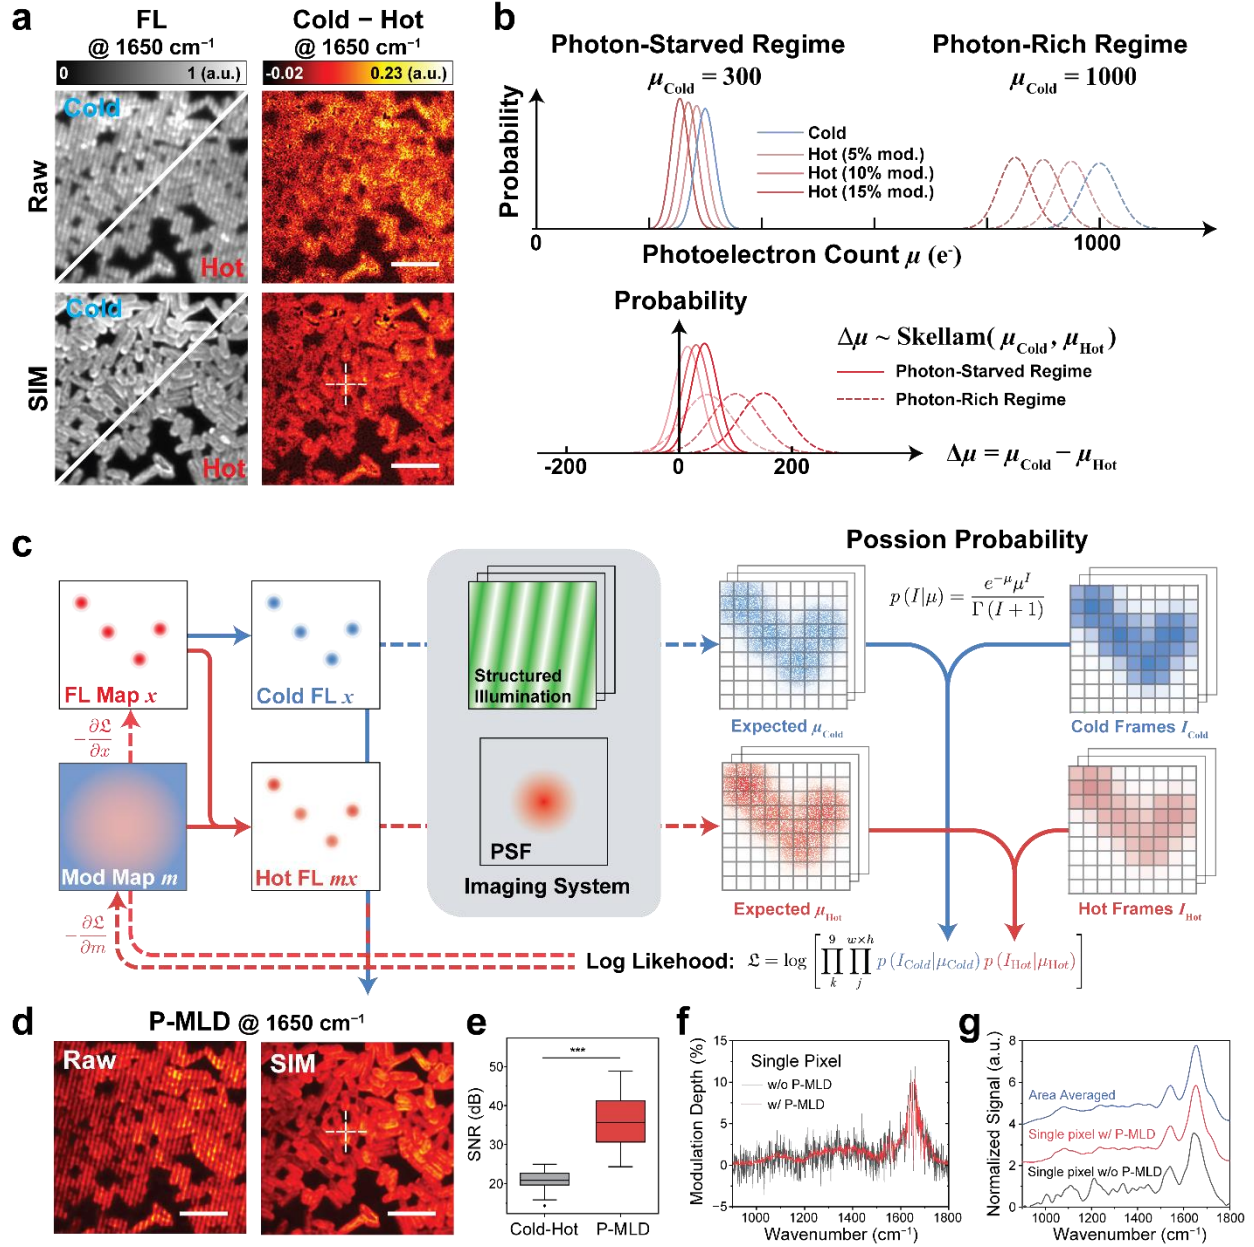 a
FL
@ 1650 cm⁻¹
Cold − Hot
@ 1650 cm⁻¹
0
1 (a.u.)
-0.02
0.23 (a.u.)
Raw
Cold
Hot
SIM
Cold
Hot
b
Photon-Starved Regime
μCold = 300
Photon-Rich Regime
μCold = 1000
Probability
Cold
Hot (5% mod.)
Hot (10% mod.)
Hot (15% mod.)
0
1000
Photoelectron Count μ (e⁻)
Probability
Δμ ~ Skellam( μCold, μHot)
Photon-Starved Regime
Photon-Rich Regime
-200
0
200
Δμ = μCold − μHot
c
Possion Probability
p (I|μ) = e^−μ μ^I / Γ (I + 1)
FL Map x
Cold FL x
Structured
Illumination
Expected μCold
Cold Frames ICold
−∂𝔏/∂x
Mod Map m
Hot FL mx
PSF
Imaging System
Expected μHot
Hot Frames IHot
−∂𝔏/∂m
Log Likehood: 𝔏 = log [ ∏k^9 ∏j^w×h p (ICold|μCold) p (IHot|μHot) ]
d
P-MLD @ 1650 cm⁻¹
Raw
SIM
e
SNR (dB)
50
40
30
20
***
Cold-Hot
P-MLD
f
Modulation Depth (%)
15
10
5
0
-5
Single Pixel
w/o P-MLD
w/ P-MLD
1000
1200
1400
1600
1800
Wavenumber (cm⁻¹)
g
Normalized Signal (a.u.)
8
6
4
2
0
Area Averaged
Single pixel w/ P-MLD
Single pixel w/o P-MLD
1000
1200
1400
1600
1800
Wavenumber (cm⁻¹)